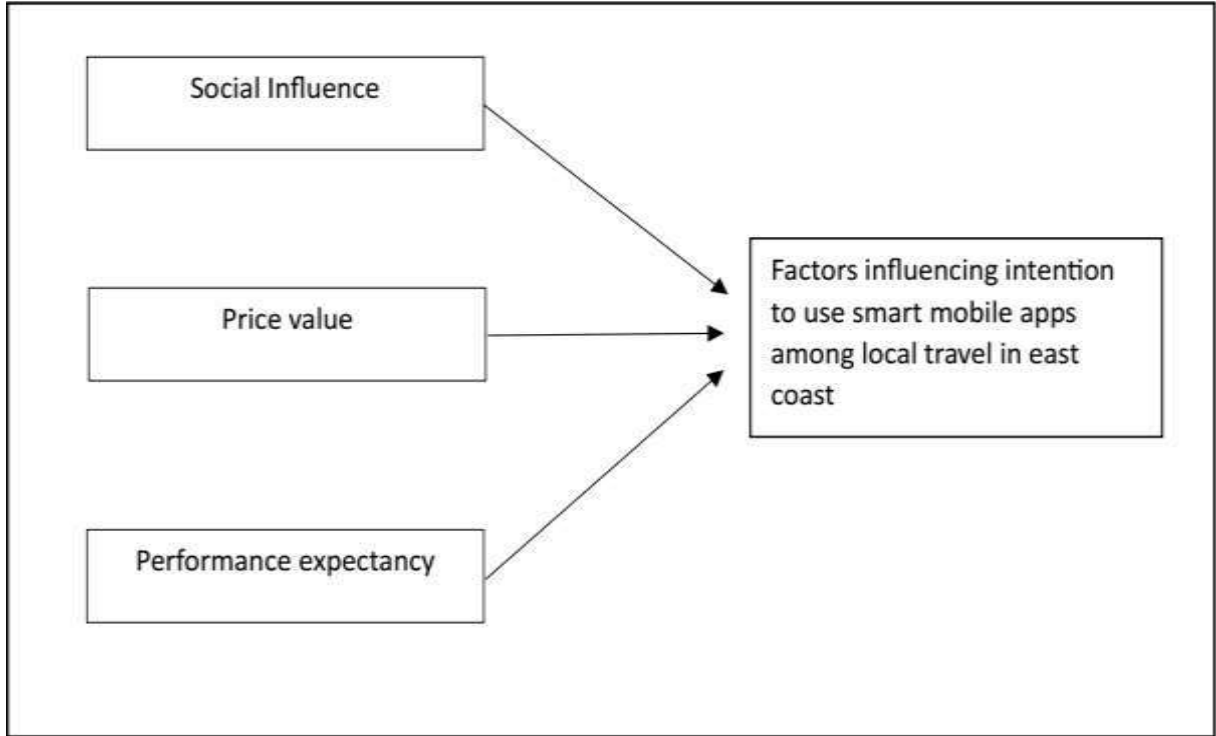 Social Influence
Price value
Factors influencing intention
to use smart mobile apps
among local travel in east
coast
Performance expectancy